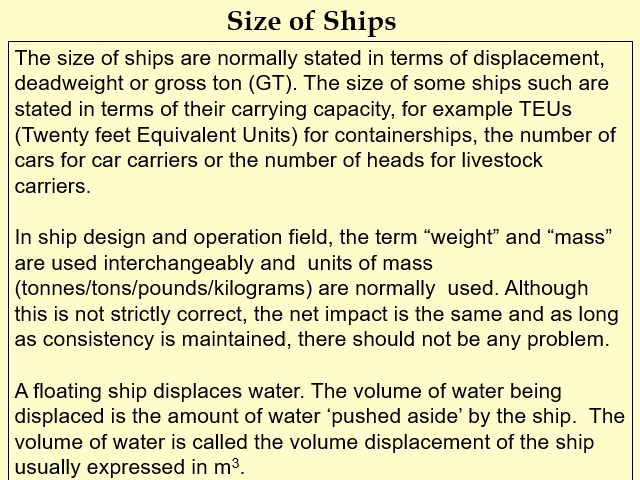 Size of Ships
The size of ships are normally stated in terms of displacement,
deadweight or gross ton (GT). The size of some ships such are
stated in terms of their carrying capacity, for example TEUs
(Twenty feet Equivalent Units) for containerships, the number of
cars for car carriers or the number of heads for livestock
carriers.
In ship design and operation field, the term “weight” and “mass”
are used interchangeably and  units of mass
(tonnes/tons/pounds/kilograms) are normally  used. Although
this is not strictly correct, the net impact is the same and as long
as consistency is maintained, there should not be any problem.
A floating ship displaces water. The volume of water being
displaced is the amount of water ‘pushed aside’ by the ship.  The
volume of water is called the volume displacement of the ship
usually expressed in m³.